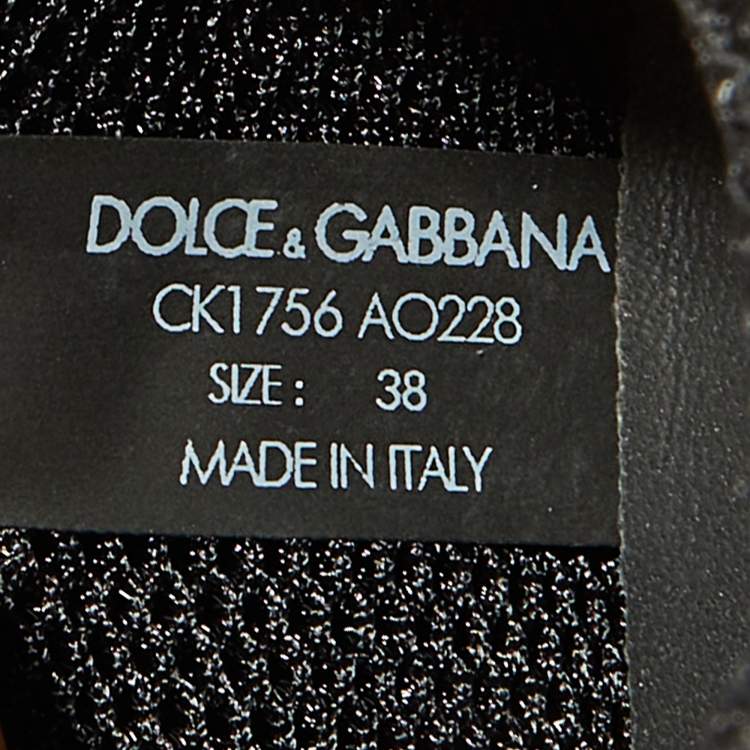 DOLCE & GABBANA
CK1756 AO228
SIZE: 38
MADE IN ITALY